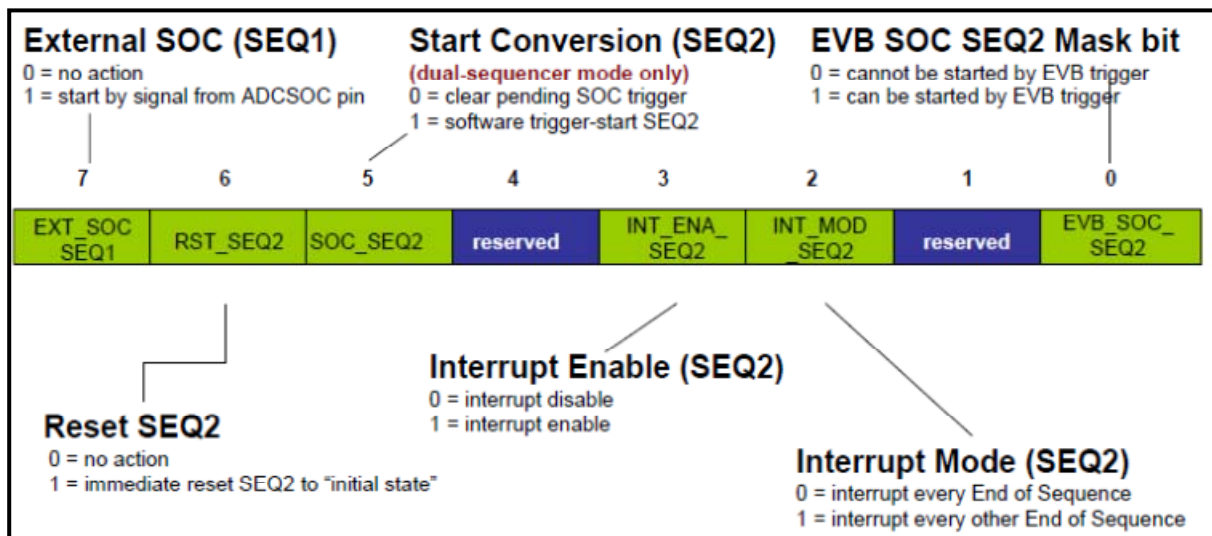 External SOC (SEQ1)
0 = no action
1 = start by signal from ADCSOC pin
Start Conversion (SEQ2)
(dual-sequencer mode only)
0 = clear pending SOC trigger
1 = software trigger-start SEQ2
EVB SOC SEQ2 Mask bit
0 = cannot be started by EVB trigger
1 = can be started by EVB trigger
7 6 5 4 3 2 1 0
EXT_SOC
SEQ1
RST_SEQ2
SOC_SEQ2
reserved
INT_ENA_
SEQ2
INT_MOD
_SEQ2
reserved
EVB_SOC_
SEQ2
Reset SEQ2
0 = no action
1 = immediate reset SEQ2 to “initial state”
Interrupt Enable (SEQ2)
0 = interrupt disable
1 = interrupt enable
Interrupt Mode (SEQ2)
0 = interrupt every End of Sequence
1 = interrupt every other End of Sequence